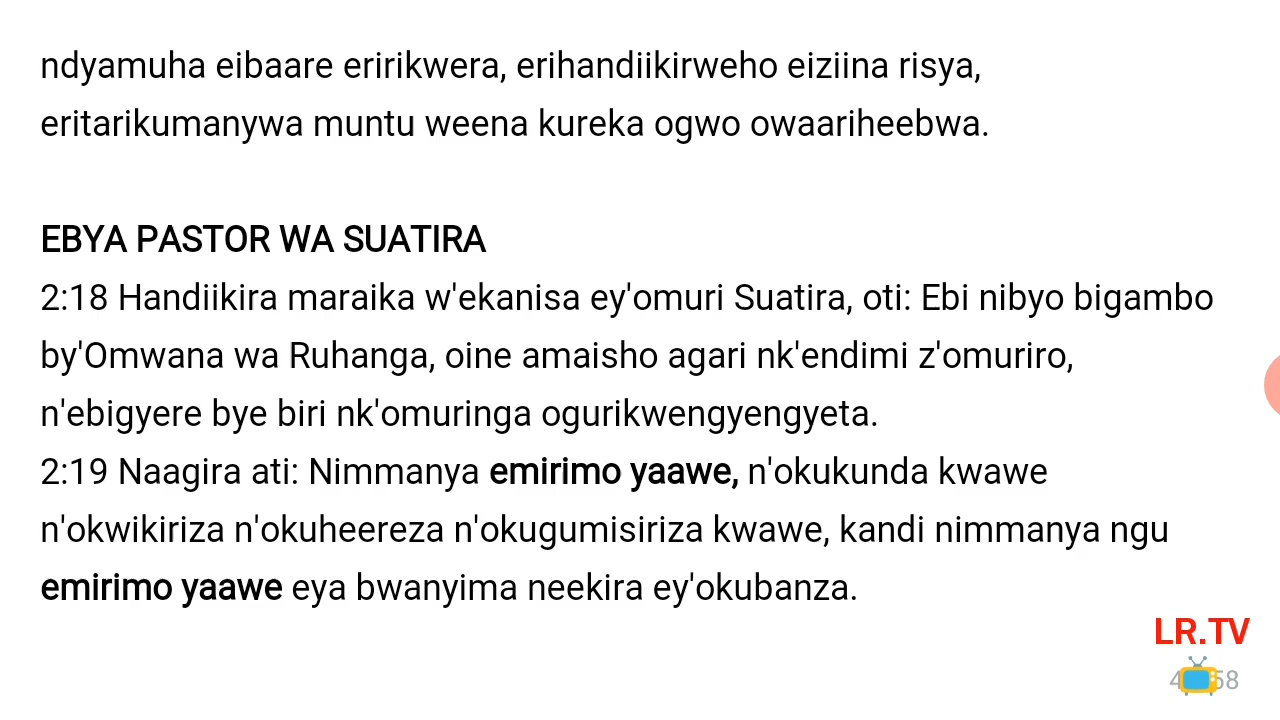 ndyamuha eibaare eririkwera, erihandiikirweho eiziina risya,
eritarikumanywa muntu weena kureka ogwo owaariheebwa.
EBYA PASTOR WA SUATIRA
2:18 Handiikira maraika w'ekanisa ey'omuri Suatira, oti: Ebi nibyo bigambo
by'Omwana wa Ruhanga, oine amaisho agari nk'endimi z'omuriro,
n'ebigyere bye biri nk'omuringa ogurikwengyengyeta.
2:19 Naagira ati: Nimmanya emirimo yaawe, n'okukunda kwawe
n'okwikiriza n'okuheereza n'okugumisiriza kwawe, kandi nimmanya ngu
emirimo yaawe eya bwanyima neekira ey'okubanza.
LR.TV